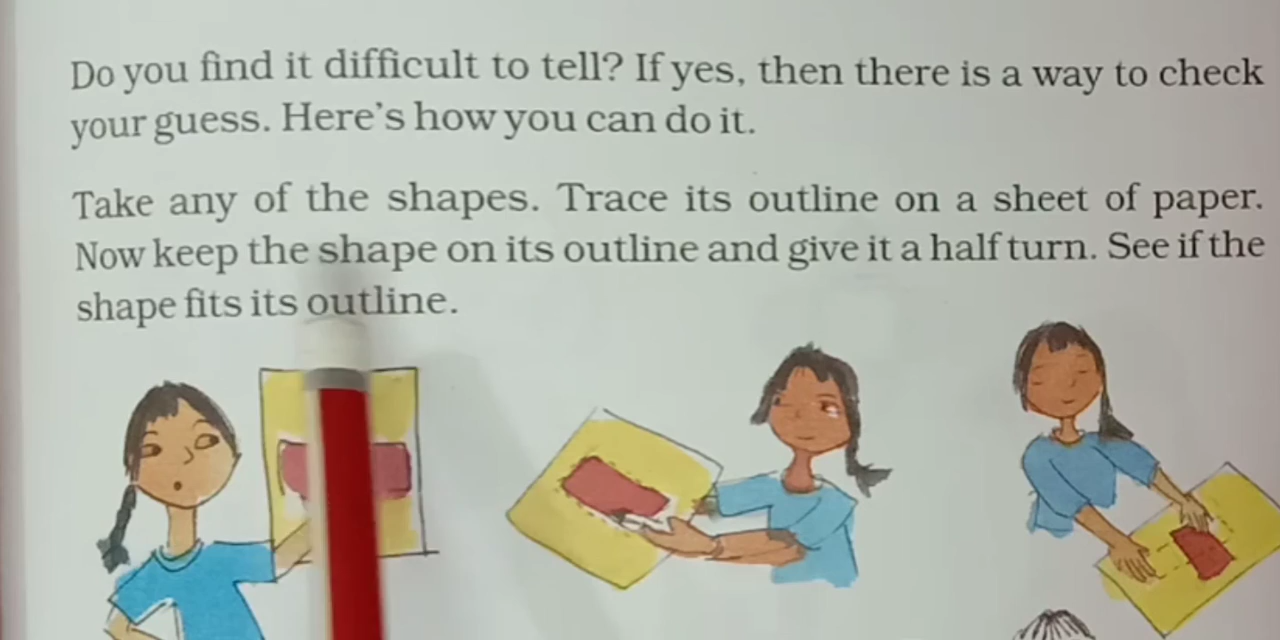 Do you find it difficult to tell? If yes, then there is a way to check
your guess. Here's how you can do it.
Take any of the shapes. Trace its outline on a sheet of paper.
Now keep the shape on its outline and give it a half turn. See if the
shape fits its outline.